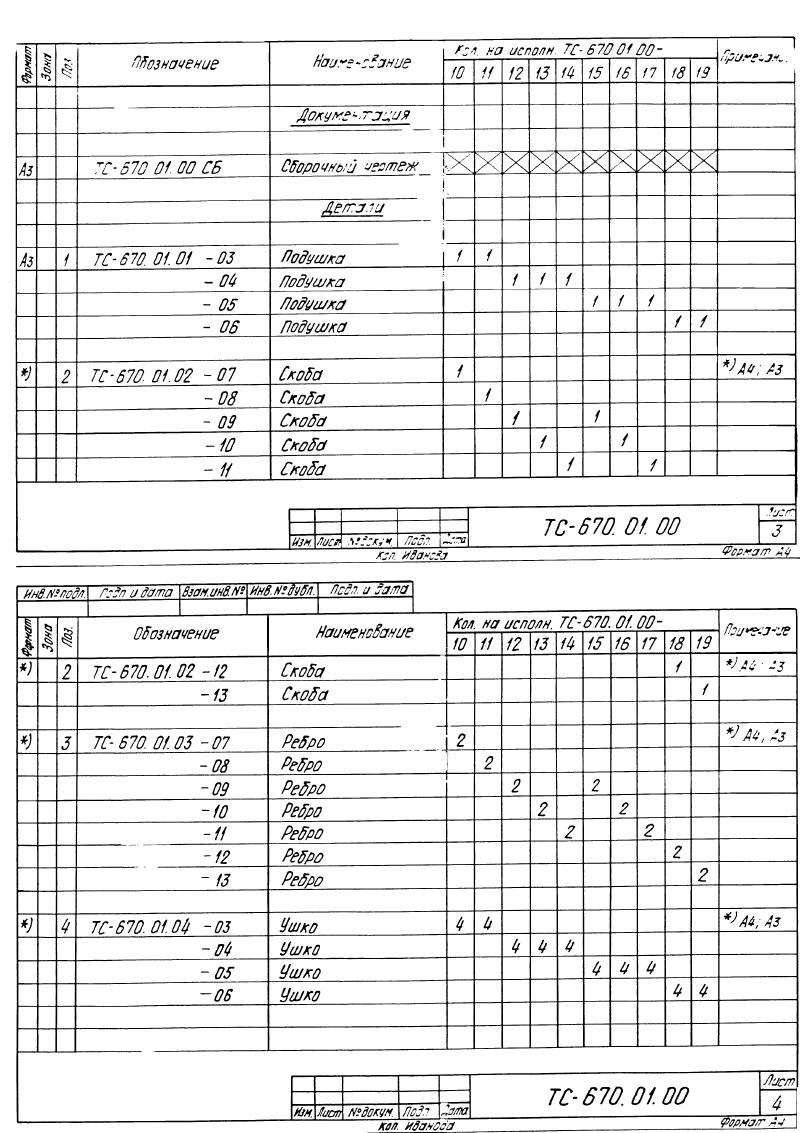 Формат Зона Поз. Обозначение Наименование Кол. на исполн. ТС-670.01.00- Примечан.
10 11 12 13 14 15 16 17 18 19
Документация
А3 ТС-670.01.00 СБ Сборочный чертеж
Детали
А3 1 ТС-670.01.01 -03 Подушка 1 1
-04 Подушка 1 1 1
-05 Подушка 1 1 1
-06 Подушка 1 1
*) 2 ТС-670.01.02 -07 Скоба 1 *) А4; А3
-08 Скоба 1
-09 Скоба 1 1
-10 Скоба 1 1
-11 Скоба 1 1
ТС-670.01.00
Лист
3
Изм. Лист № докум. Подп. Дата
Коп. Иванова Формат А4
Инв.№подл. Подп и дата Взам.инв.№ Инв.№дубл. Подп. и дата
Формат Зона Поз. Обозначение Наименование Кол. на исполн. ТС-670.01.00- Примечание
10 11 12 13 14 15 16 17 18 19
*) 2 ТС-670.01.02 -12 Скоба 1 *) А4; А3
-13 Скоба 1
*) 3 ТС-670.01.03 -07 Ребро 2 *) А4; А3
-08 Ребро 2
-09 Ребро 2 2
-10 Ребро 2 2
-11 Ребро 2 2
-12 Ребро 2
-13 Ребро 2
*) 4 ТС-670.01.04 -03 Ушко 4 4 *) А4; А3
-04 Ушко 4 4 4
-05 Ушко 4 4 4
-06 Ушко 4 4
ТС-670.01.00
Лист
4
Изм. Лист № докум. Подп Дата
Коп. Иванова Формат А4